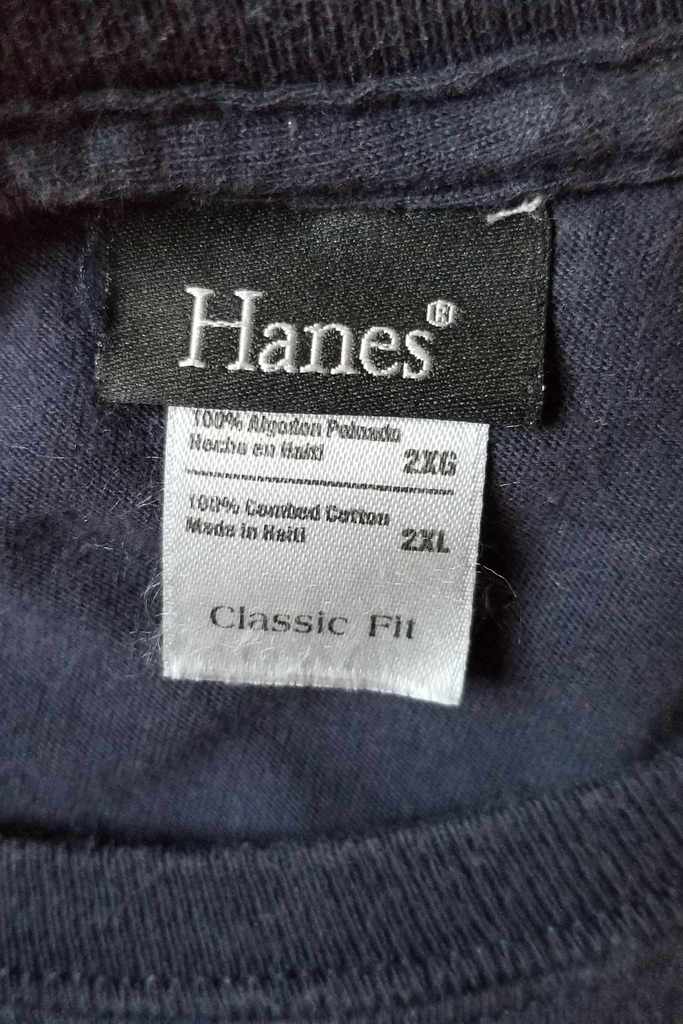 Hanes®
100% Algodon Peinado
Hecho en Haiti 2XG
100% Combed Cotton
Made in Haiti 2XL
Classic Fit